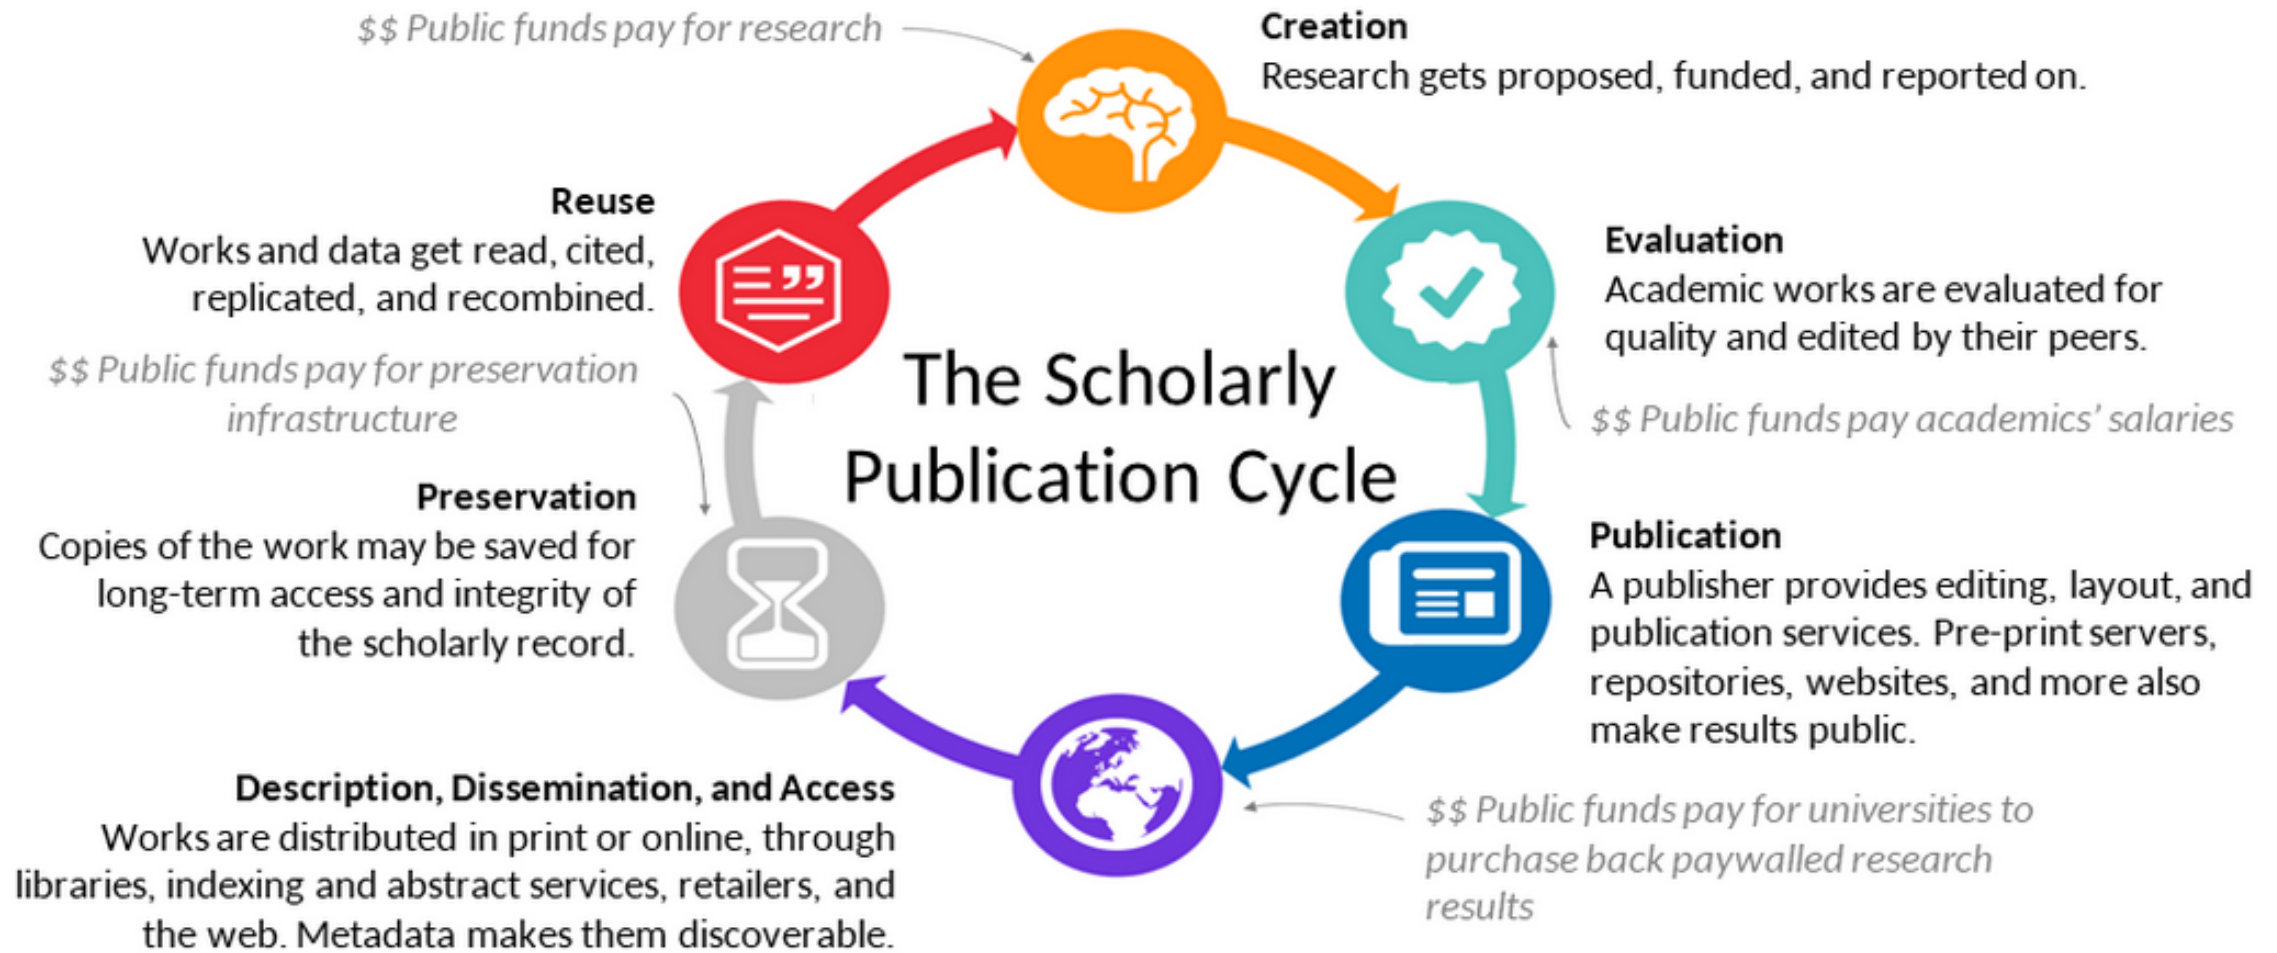 $$ Public funds pay for research
Creation
Research gets proposed, funded, and reported on.
Evaluation
Academic works are evaluated for
quality and edited by their peers.
$$ Public funds pay academics’ salaries
Publication
A publisher provides editing, layout, and
publication services. Pre-print servers,
repositories, websites, and more also
make results public.
$$ Public funds pay for universities to
purchase back paywalled research
results
Description, Dissemination, and Access
Works are distributed in print or online, through
libraries, indexing and abstract services, retailers, and
the web. Metadata makes them discoverable.
Preservation
Copies of the work may be saved for
long-term access and integrity of
the scholarly record.
$$ Public funds pay for preservation
infrastructure
Reuse
Works and data get read, cited,
replicated, and recombined.
The Scholarly
Publication Cycle